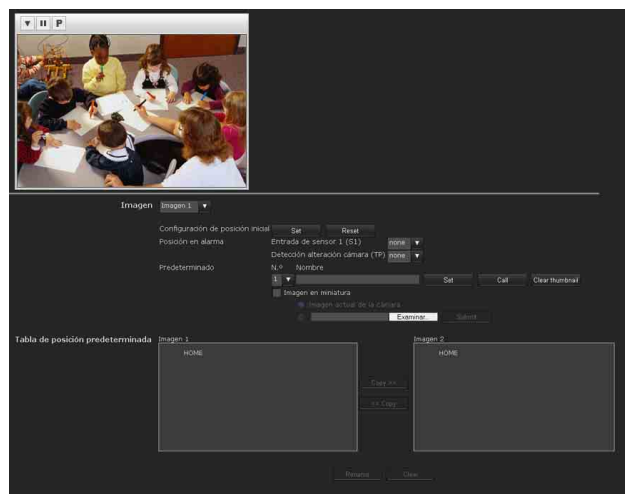 P
Imagen Imagen 1
Configuración de posición inicial Set Reset
Posición en alarma Entrada de sensor 1 (S1) none
Detección alteración cámara (TP) none
Predeterminado N.º Nombre
1 Set Call Clear thumbnail
Imagen en miniatura
Imagen actual de la cámara
Examinar... Submit
Tabla de posición predeterminada Imagen 1 Imagen 2
HOME HOME
Copy >>
<< Copy
Rename Clear